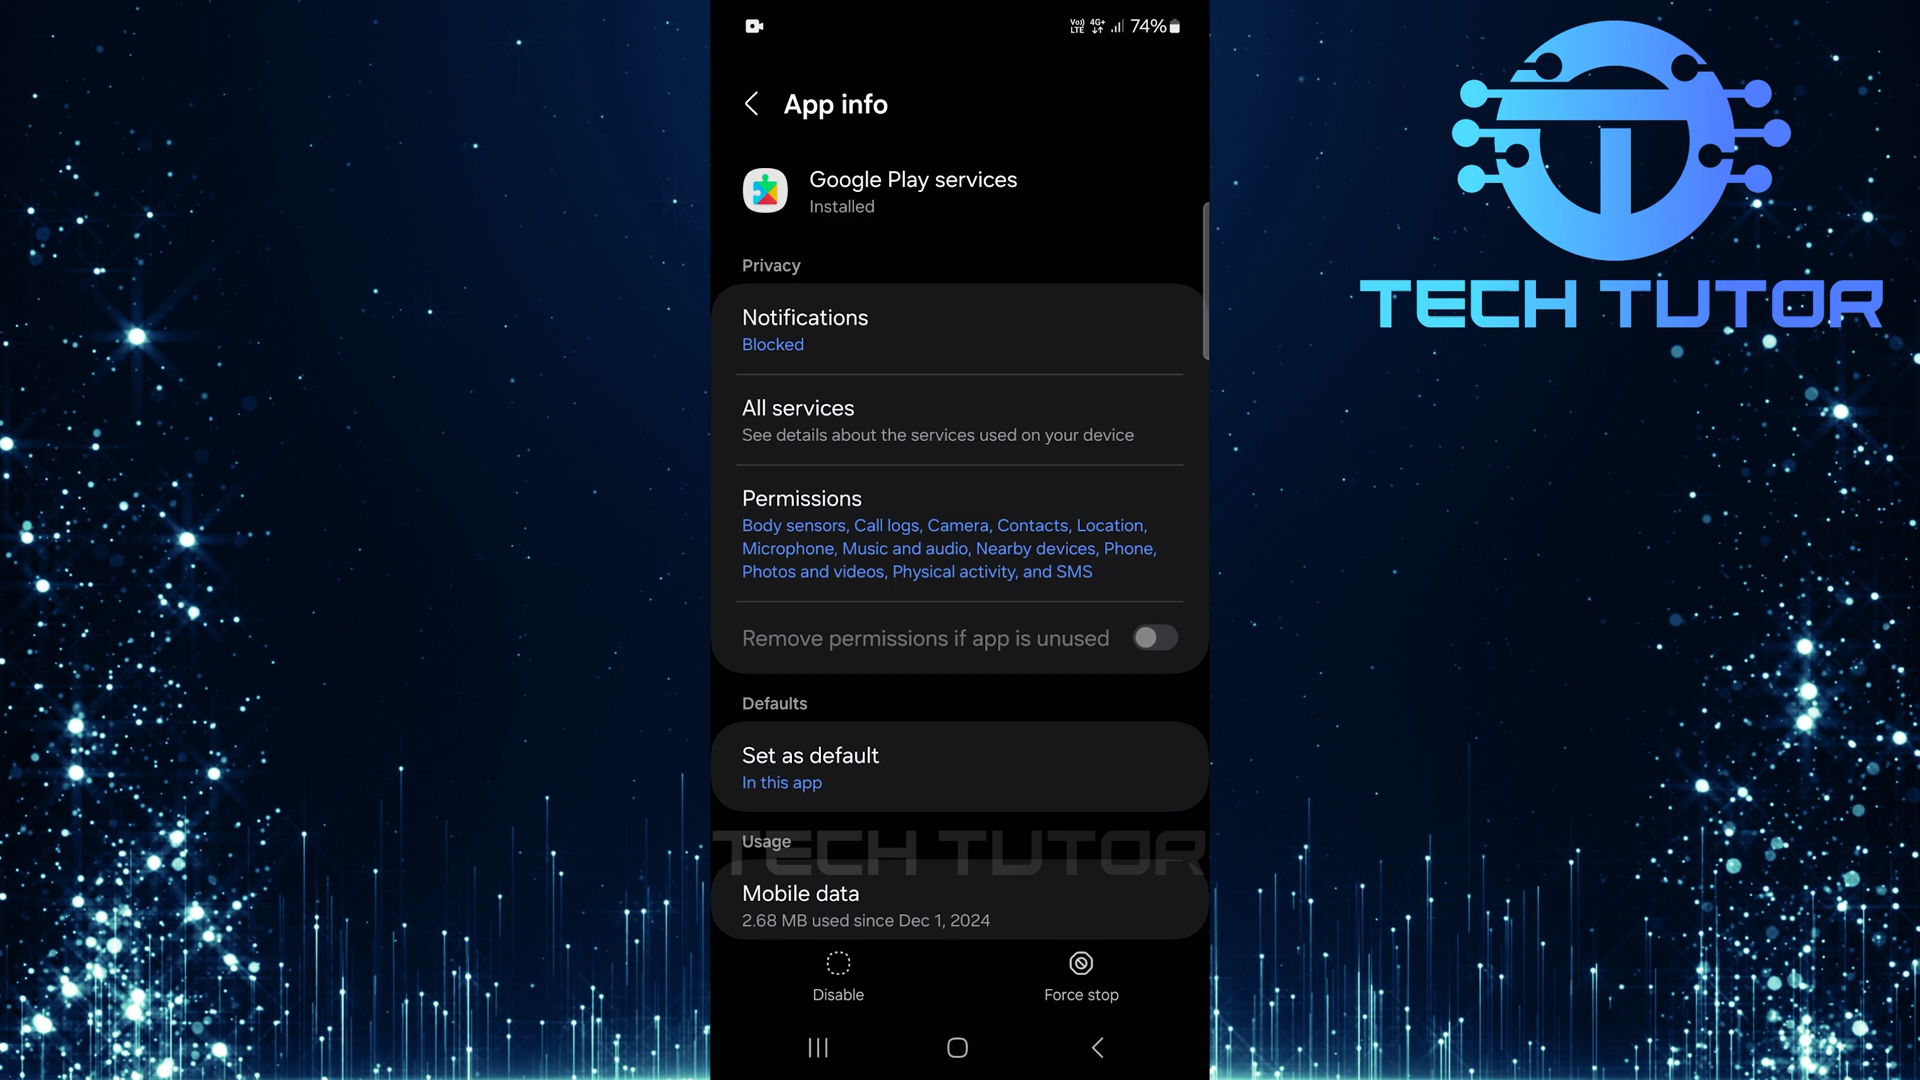 Vo)) 4G+ 74%
LTE
App info
Google Play services
Installed
Privacy
Notifications
Blocked
All services
See details about the services used on your device
Permissions
Body sensors, Call logs, Camera, Contacts, Location,
Microphone, Music and audio, Nearby devices, Phone,
Photos and videos, Physical activity, and SMS
Remove permissions if app is unused
Defaults
Set as default
In this app
Usage
TECH TUTOR
Mobile data
2.68 MB used since Dec 1, 2024
Disable
Force stop
TECH TUTOR